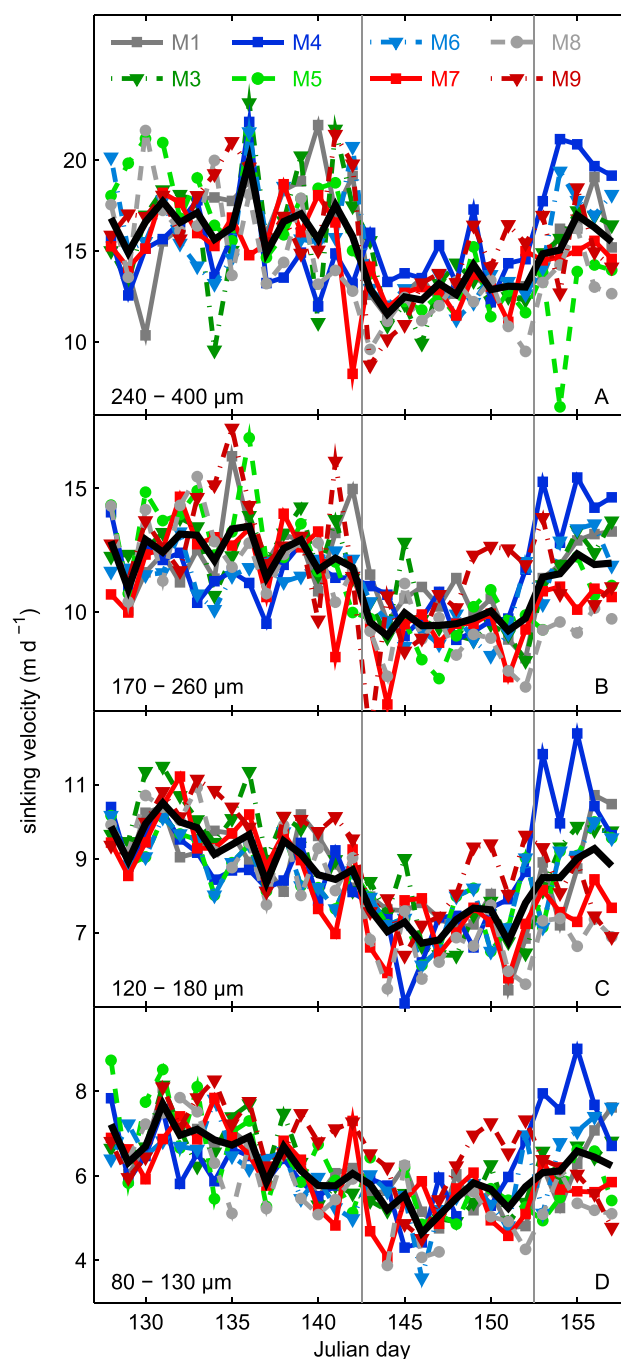 M1 M4 M6 M8
M3 M5 M7 M9
20
15
10
240 − 400 µm A
15
10
170 − 260 µm B
sinking velocity (m d⁻¹)
11
9
7
120 − 180 µm C
8
6
4
80 − 130 µm D
130 135 140 145 150 155
Julian day